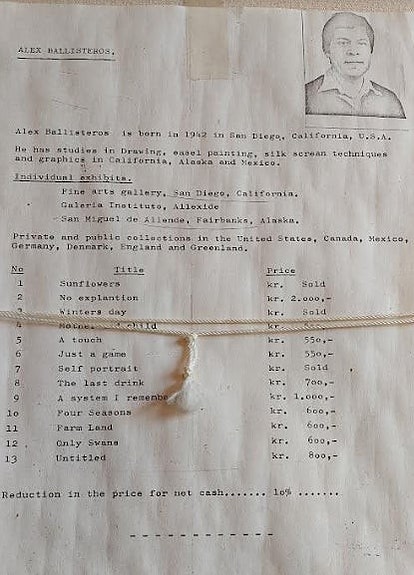 ALEX BALLISTEROS.
Alex Ballisteros is born in 1942 in San Diego, California, U.S.A.
He has studies in Drawing, easel painting, silk screan techniques
and graphics in California, Alaska and Mexico.
Individual exhibits.
Fine arts gallery, San Diego, California.
Galeria Instituto, Allexide
San Miguel de Allende, Fairbanks, Alaska.
Private and public collections in the United States, Canada, Mexico,
Germany, Denmark, England and Greenland.
No Title Price
1 Sunflowers kr. Sold
2 No explantion kr. 2.000,-
3 Winters day kr. Sold
4 child kr.
5 A touch kr. 550,-
6 Just a game kr. 550,-
7 Self portrait kr. Sold
8 The last drink kr. 700,-
9 A system I remembe kr. 1.000,-
10 Four Seasons kr. 600,-
11 Farm Land kr. 600,-
12 Only Swans kr. 600,-
13 Untitled kr. 800,-
Reduction in the price for net cash....... 10% .......